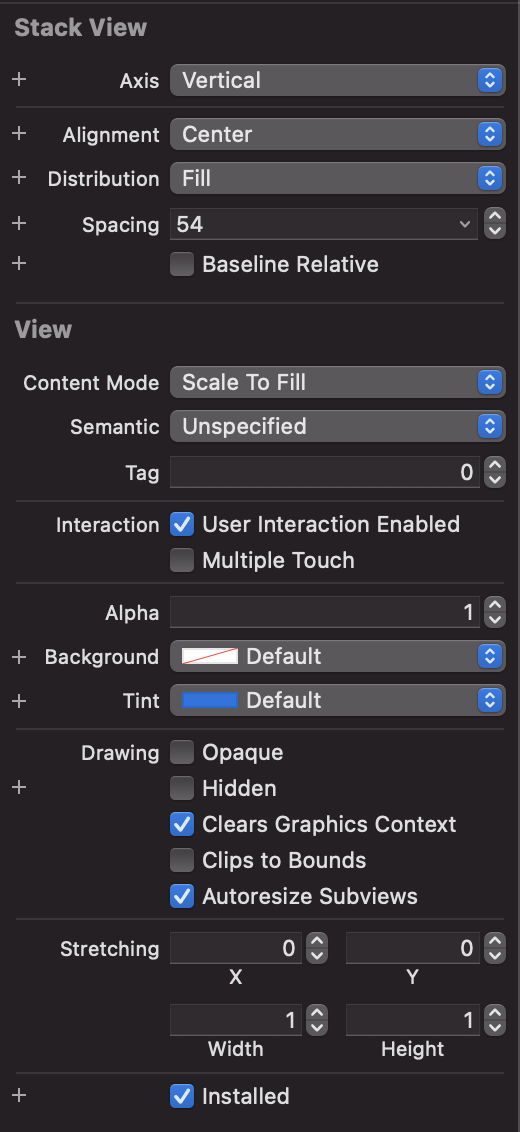 Stack View
+ Axis Vertical
+ Alignment Center
+ Distribution Fill
+ Spacing 54
+ Baseline Relative
View
Content Mode Scale To Fill
Semantic Unspecified
Tag 0
Interaction User Interaction Enabled
Multiple Touch
Alpha 1
+ Background Default
+ Tint Default
Drawing Opaque
+ Hidden
Clears Graphics Context
Clips to Bounds
Autoresize Subviews
Stretching 0 0
X Y
1 1
Width Height
+ Installed